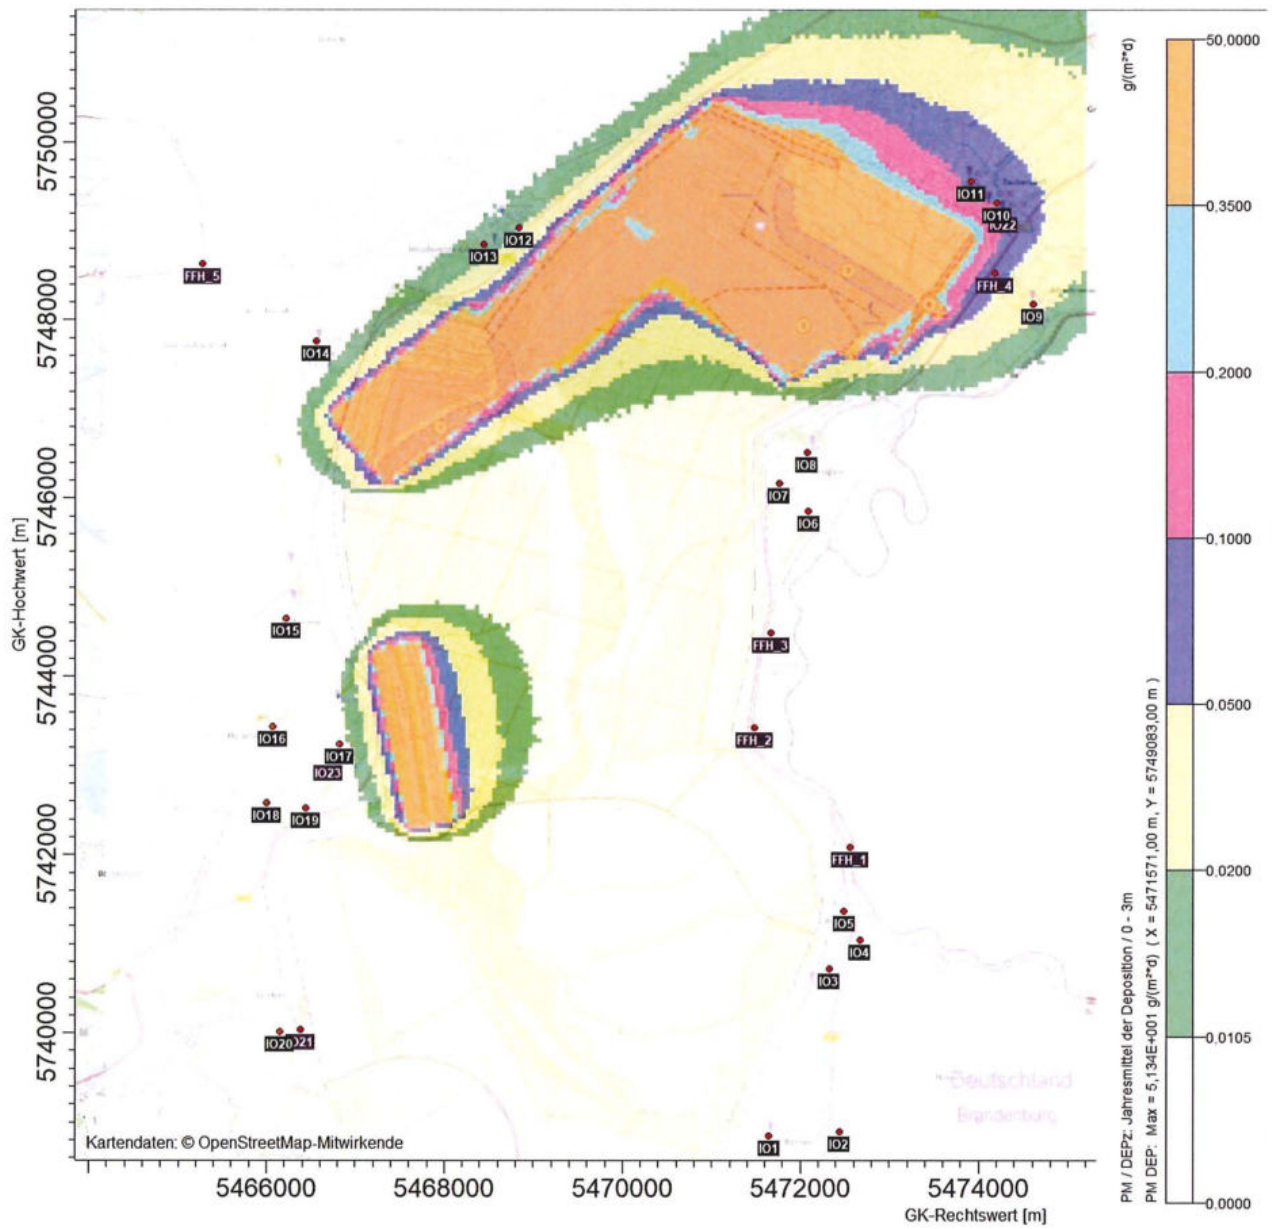 g/(m²*d)
50,0000
0,3500
0,2000
0,1000
0,0500
0,0200
0,0105
0,0000
PM / DEPz: Jahresmittel der Deposition / 0 - 3m
PM DEP: Max = 5,134E+001 g/(m²*d) ( X = 5471571,00 m, Y = 5749083,00 m )
GK-Hochwert [m]
5750000
5748000
5746000
5744000
5742000
5740000
IO11
IO10
IO22
IO12
IO13
FFH_5
FFH_4
IO9
IO14
IO8
IO7
IO6
IO15
FFH_3
IO16
FFH_2
IO17
IO23
IO18
IO19
FFH_1
IO5
IO4
IO3
IO20
O21
Deutschland
Brandenburg
IO1
IO2
Kartendaten: © OpenStreetMap-Mitwirkende
5466000
5468000
5470000
5472000
5474000
GK-Rechtswert [m]